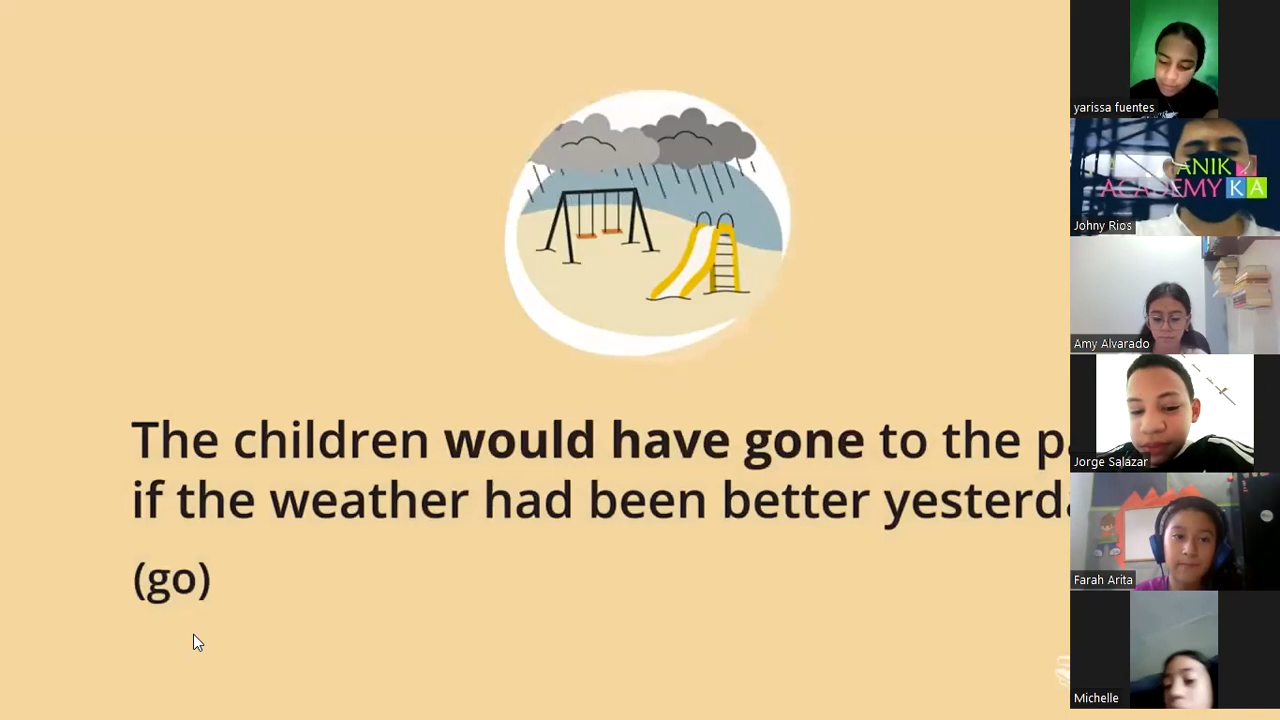 The children would have gone to the
if the weather had been better
(go)
yarissa fuentes
ANIK
ACADEMY KA
Johny Rios
Amy Alvarado
Jorge Salazar
Farah Arita
Michelle